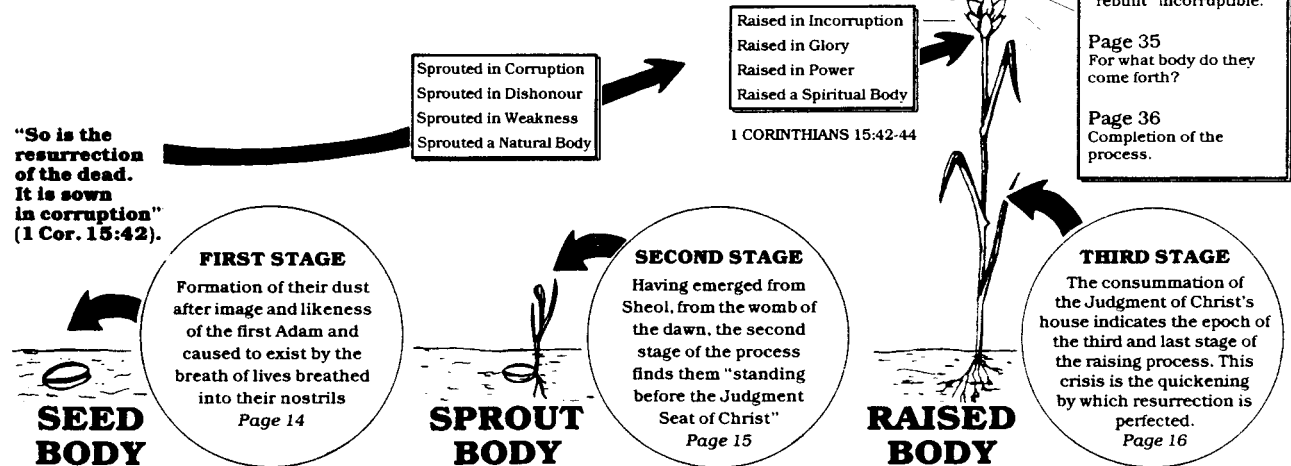 "rebuilt" incorruptible.
Page 35
For what body do they
come forth?
Page 36
Completion of the
process.
Raised in Incorruption
Raised in Glory
Raised in Power
Raised a Spiritual Body
1 CORINTHIANS 15:42-44
Sprouted in Corruption
Sprouted in Dishonour
Sprouted in Weakness
Sprouted a Natural Body
"So is the
resurrection
of the dead.
It is sown
in corruption"
(1 Cor. 15:42).
FIRST STAGE
Formation of their dust
after image and likeness
of the first Adam and
caused to exist by the
breath of lives breathed
into their nostrils
Page 14
SEED
BODY
SECOND STAGE
Having emerged from
Sheol, from the womb of
the dawn, the second
stage of the process
finds them "standing
before the Judgment
Seat of Christ"
Page 15
SPROUT
BODY
THIRD STAGE
The consummation of
the Judgment of Christ's
house indicates the epoch of
the third and last stage of
the raising process. This
crisis is the quickening
by which resurrection is
perfected.
Page 16
RAISED
BODY